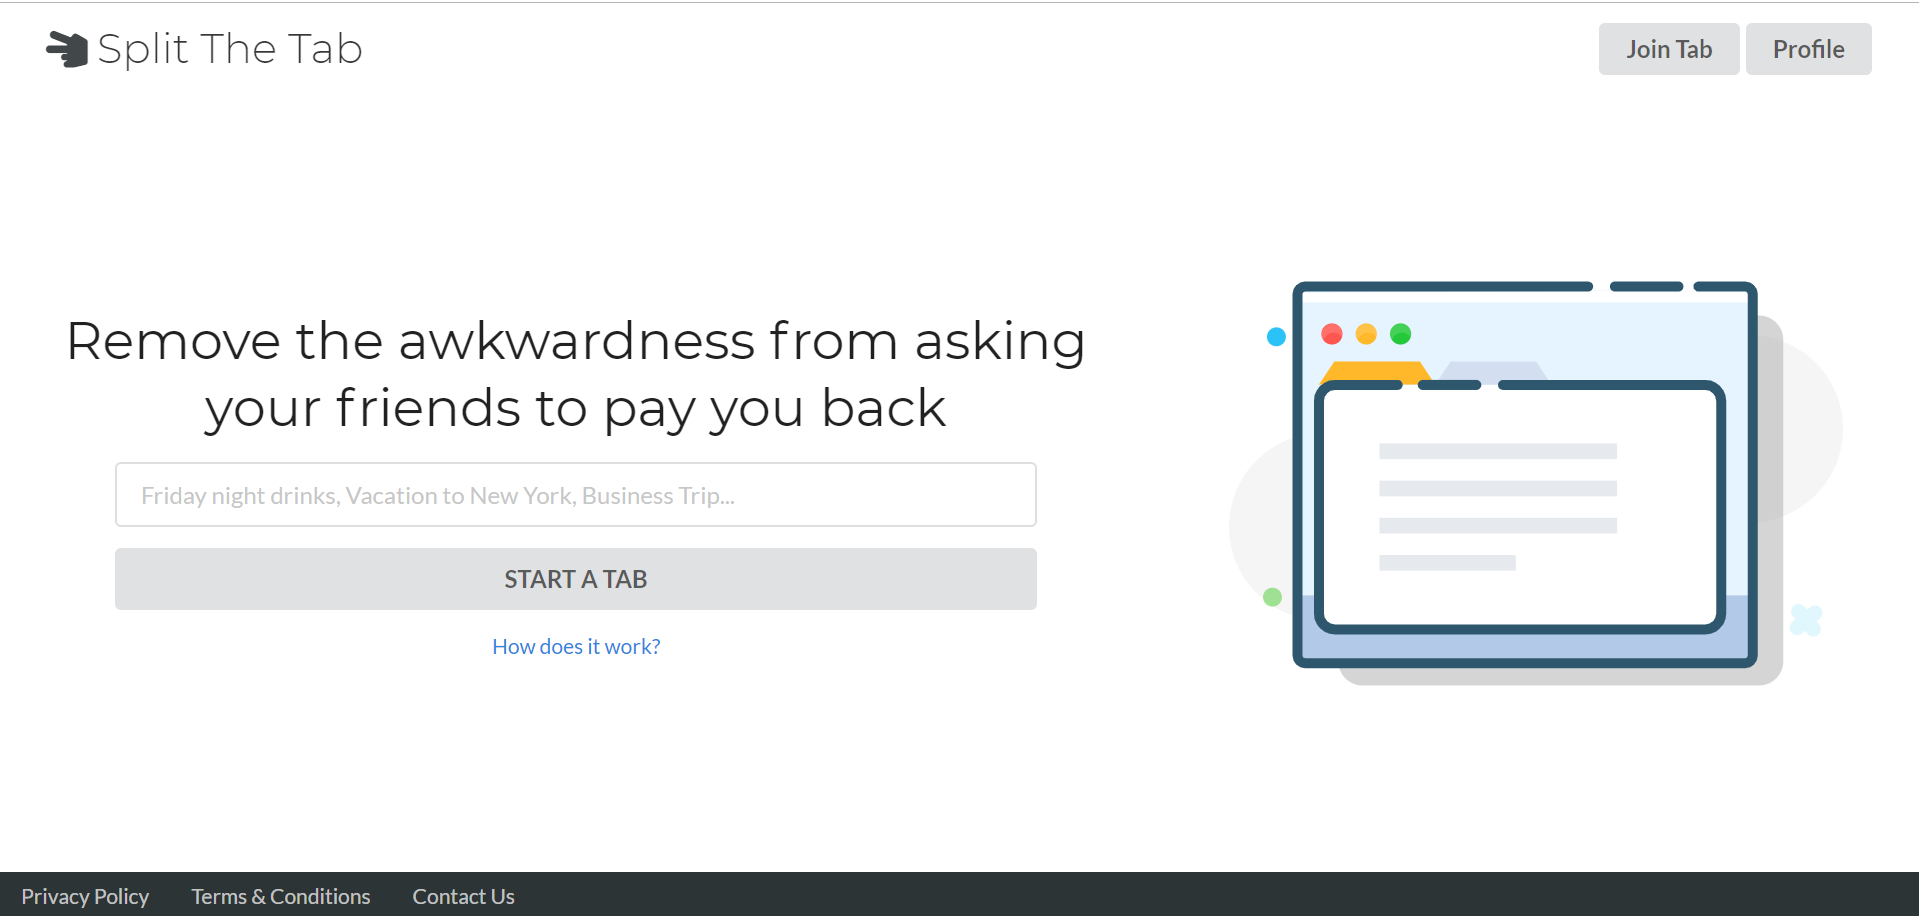 Split The Tab
Join Tab
Profile
Remove the awkwardness from asking
your friends to pay you back
Friday night drinks, Vacation to New York, Business Trip...
START A TAB
How does it work?
Privacy Policy
Terms & Conditions
Contact Us